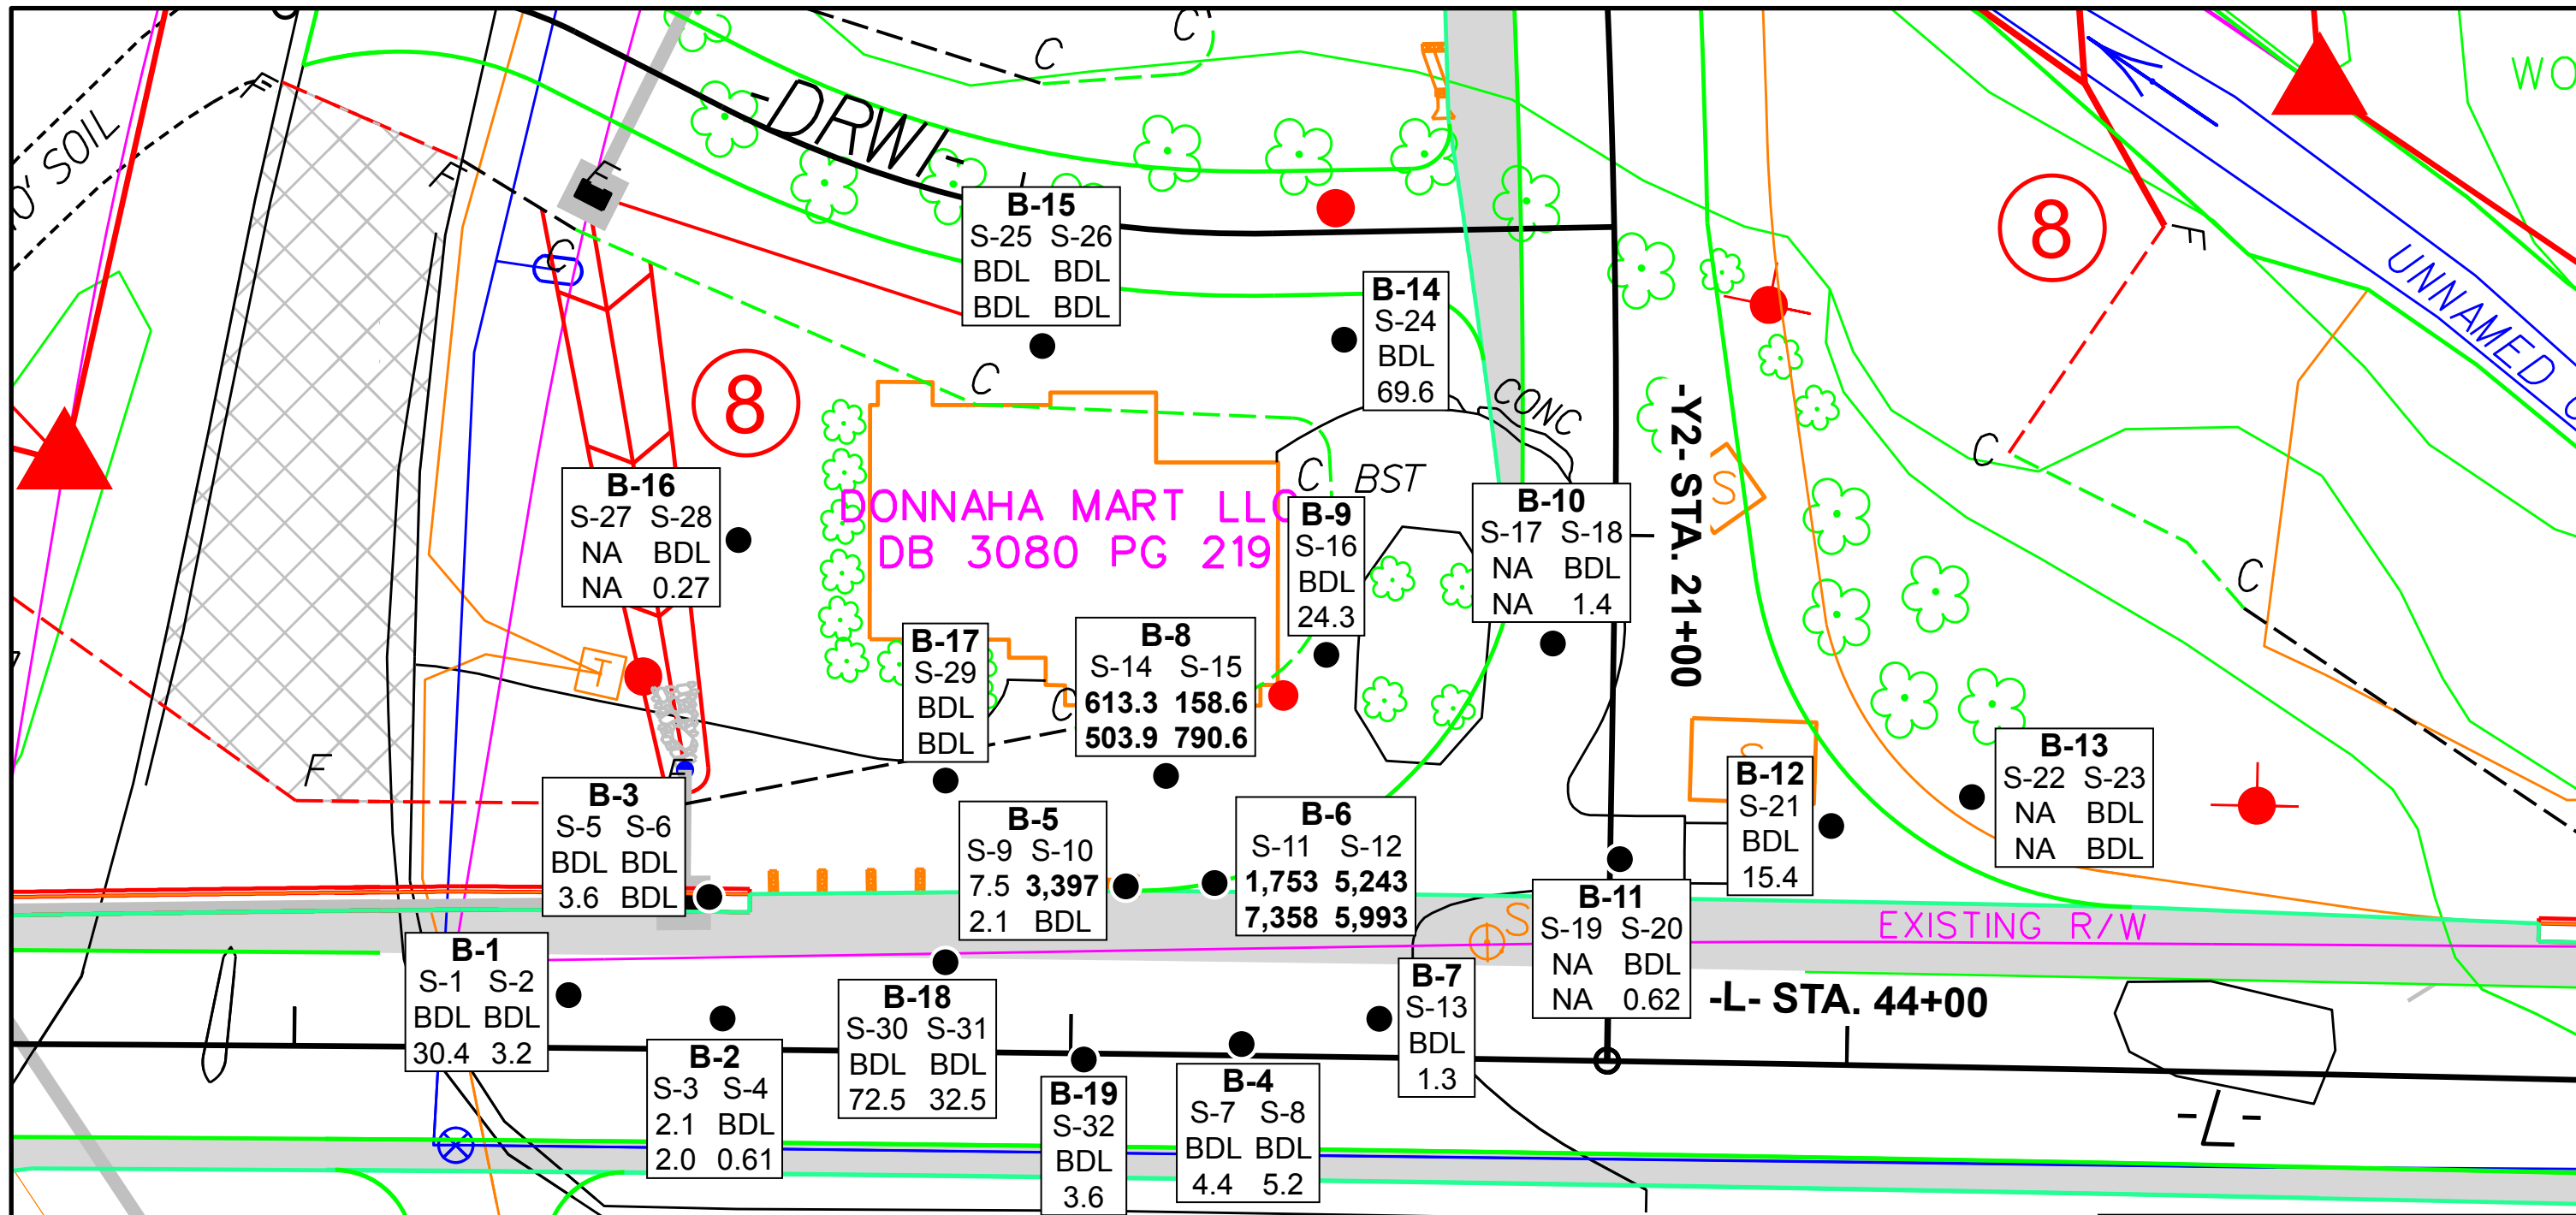 O' SOIL
F
C
C
WO
-DRWI-
F
E
C
B-15
S-25 S-26
BDL BDL
BDL BDL
8
F
UNNAMED
B-14
S-24
BDL
69.6
8
C
CONC
-Y2- STA. 21+00
C
BST
S
C
B-16
S-27 S-28
NA BDL
NA 0.27
DONNAHA MART LLC
DB 3080 PG 219
B-9
S-16
BDL
24.3
B-10
S-17 S-18
NA BDL
NA 1.4
C
B-17
S-29
BDL
BDL
B-8
S-14 S-15
613.3 158.6
503.9 790.6
T
C
F
S
B-3
S-5 S-6
BDL BDL
3.6 BDL
B-5
S-9 S-10
7.5 3,397
2.1 BDL
B-6
S-11 S-12
1,753 5,243
7,358 5,993
B-12
S-21
BDL
15.4
B-13
S-22 S-23
NA BDL
NA BDL
B-11
S-19 S-20
NA BDL
NA 0.62
S
EXISTING R/W
B-1
S-1 S-2
BDL BDL
30.4 3.2
B-18
S-30 S-31
BDL BDL
72.5 32.5
B-7
S-13
BDL
1.3
-L- STA. 44+00
B-2
S-3 S-4
2.1 BDL
2.0 0.61
B-19
S-32
BDL
3.6
B-4
S-7 S-8
BDL BDL
4.4 5.2
-L-